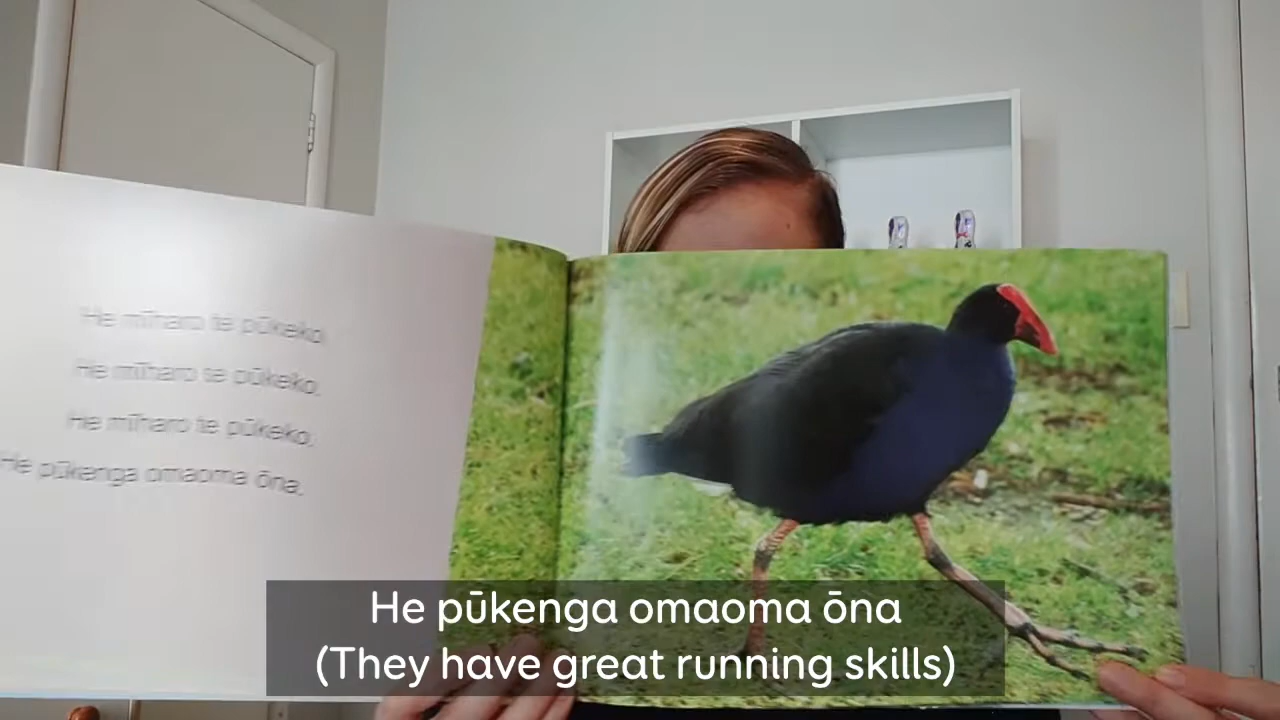 He mīharo te pūkeko.
He mīharo te pūkeko.
He mīharo te pūkeko.
He pūkenga omaoma ōna.
He pūkenga omaoma ōna
(They have great running skills)